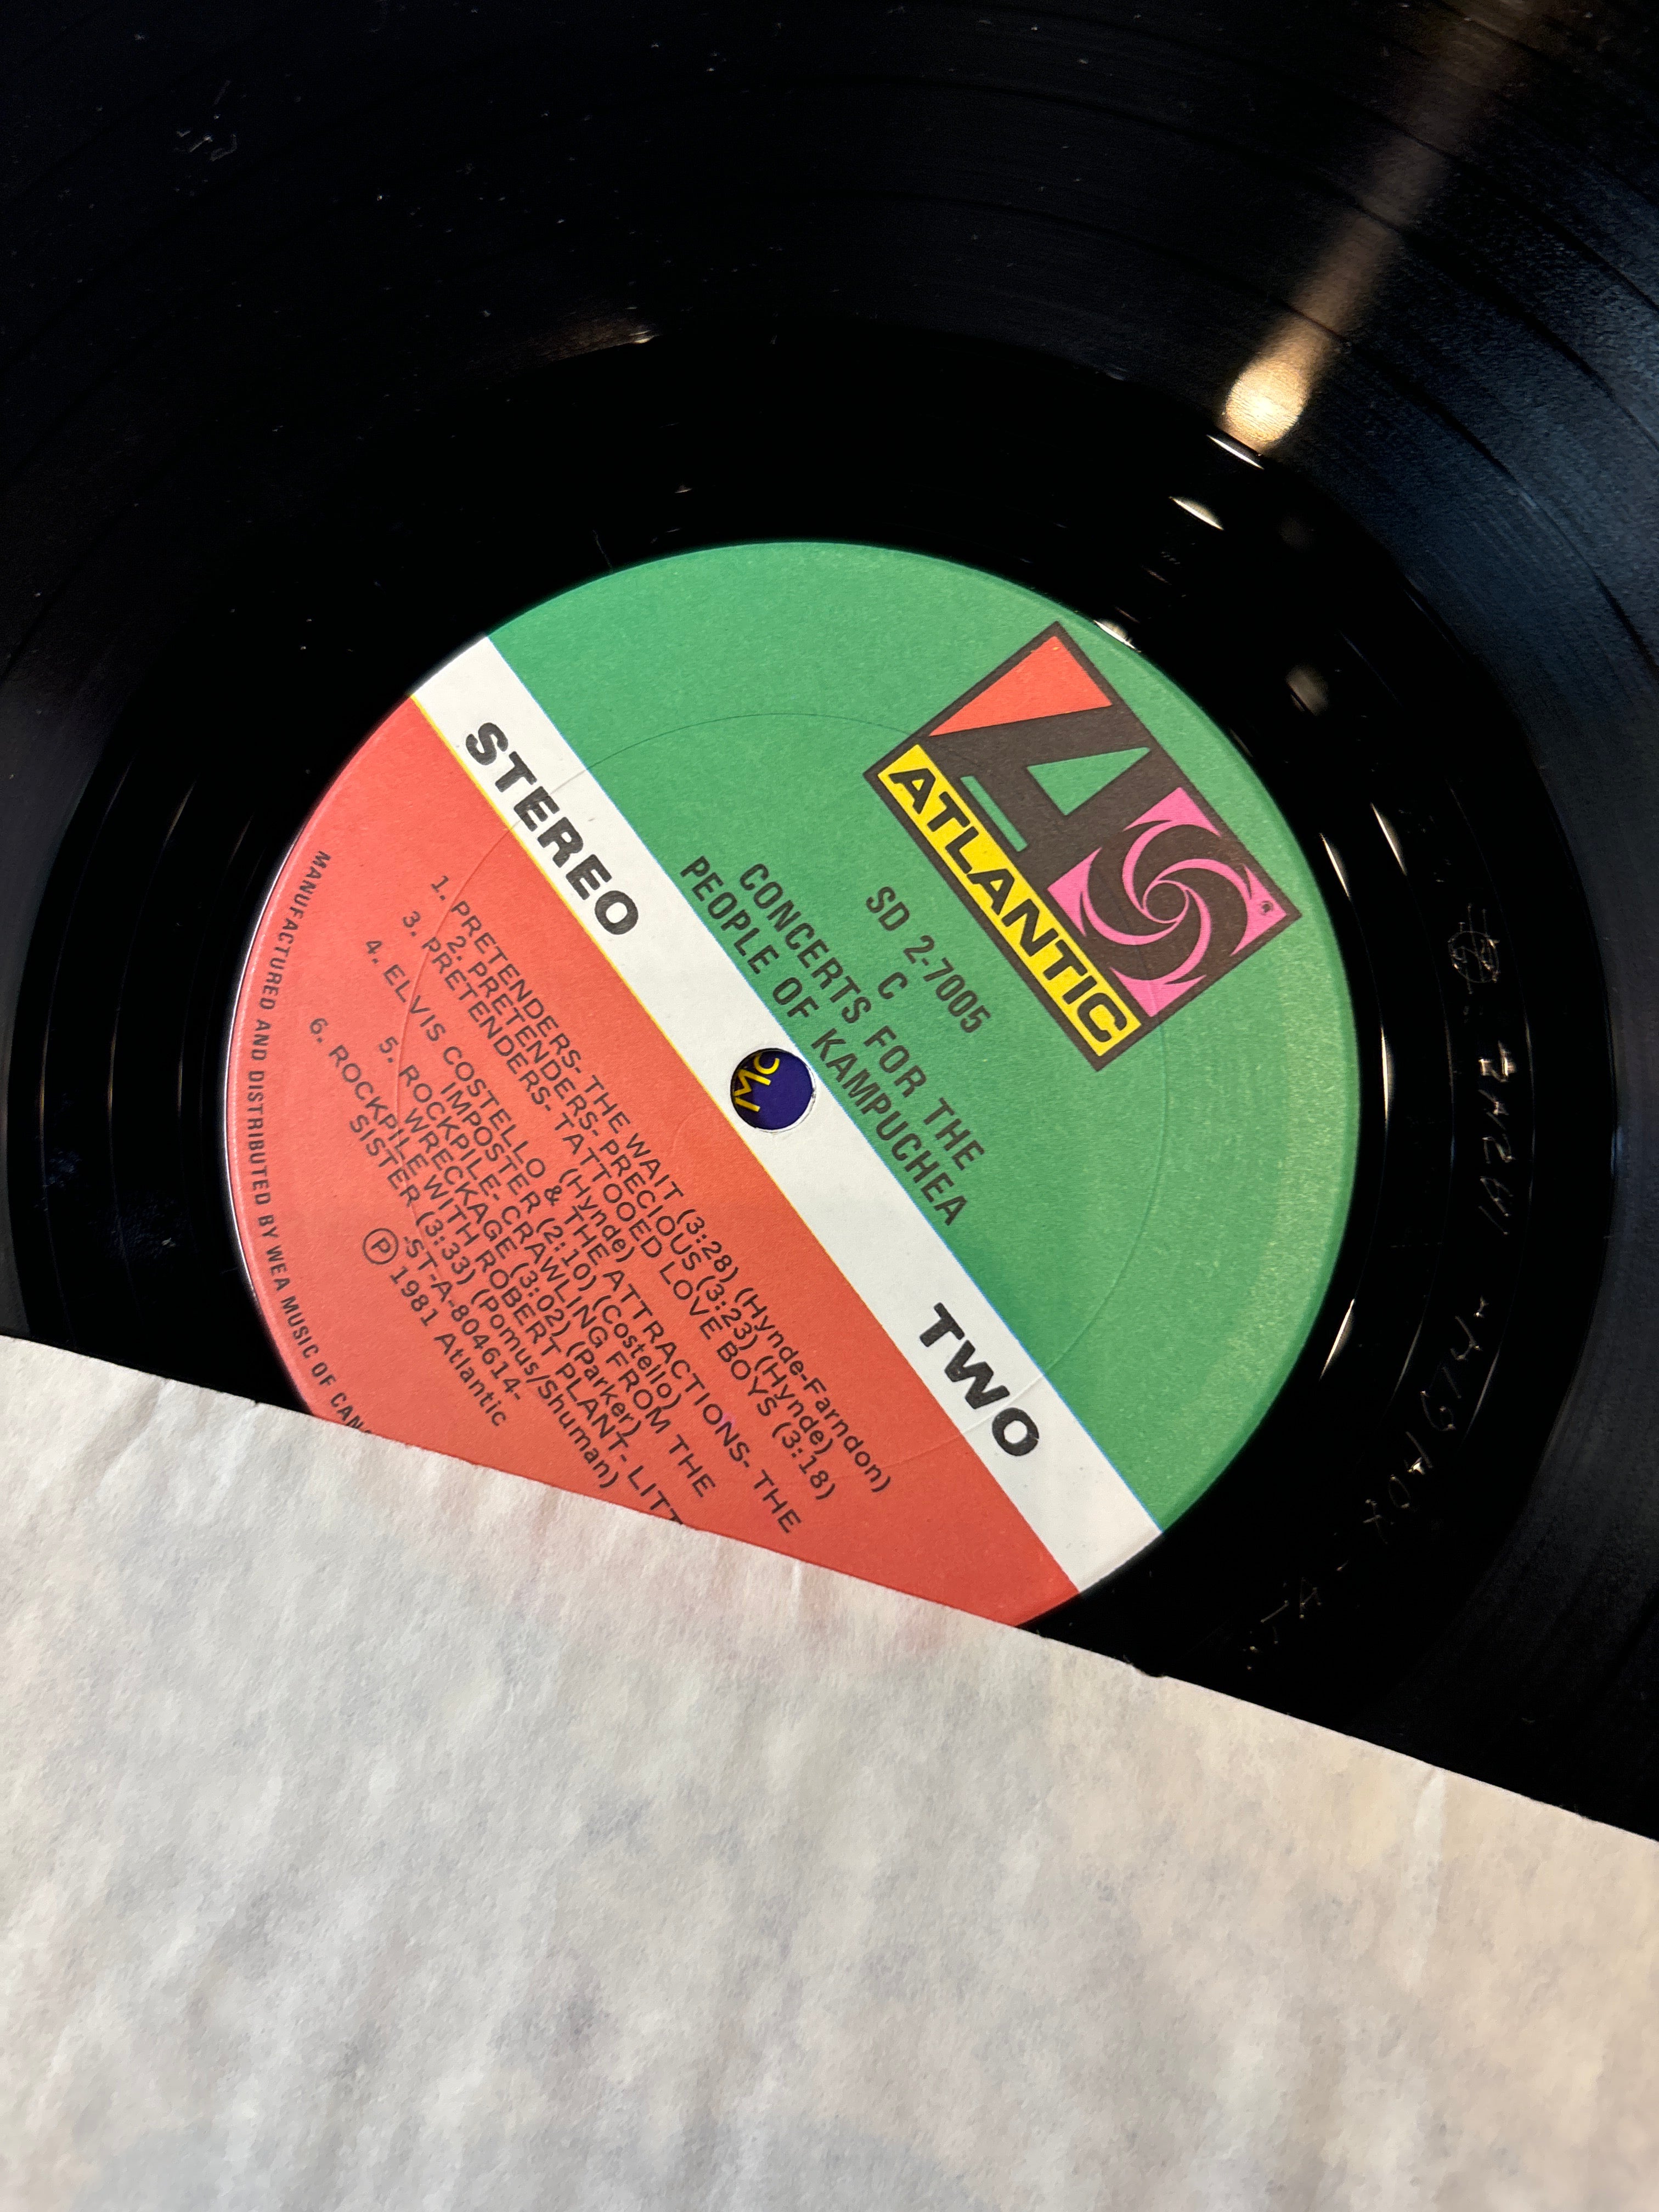 ATLANTIC
®
SD 2-7005
C
CONCERTS FOR THE
PEOPLE OF KAMPUCHEA
STEREO
TWO
Mc
1. PRETENDERS- THE WAIT (3:28) (Hynde-Farndon)
2. PRETENDERS- PRECIOUS (3:23) (Hynde)
3. PRETENDERS- TATTOOED LOVE BOYS (3:18)
(Hynde)
4. ELVIS COSTELLO & THE ATTRACTIONS- THE
IMPOSTER (2:10) (Costello)
5. ROCKPILE- CRAWLING FROM THE
WRECKAGE (3:02) (Parker)
6. ROCKPILE WITH ROBERT PLANT- LITT
SISTER (3:33) (Pomus/Shuman)
-ST-A-804614-
Ⓟ 1981 Atlantic
MANUFACTURED AND DISTRIBUTED BY WEA MUSIC OF CAN